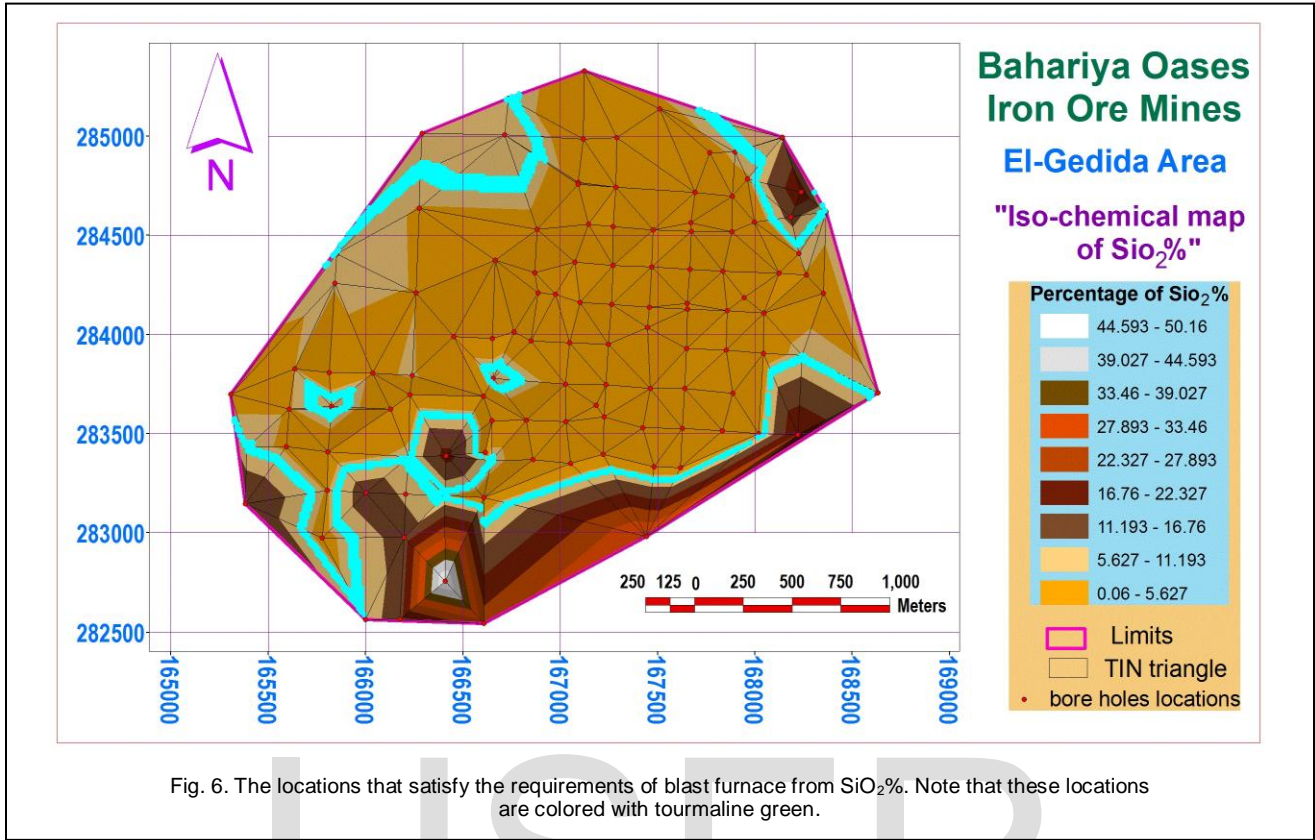 Bahariya Oases
Iron Ore Mines
El-Gedida Area
"Iso-chemical map
of Sio₂%"
N
285000
284500
284000
283500
283000
282500
165000
165500
166000
166500
167000
167500
168000
168500
169000
250 125 0 250 500 750 1,000
Meters
Percentage of Sio₂%
44.593 - 50.16
39.027 - 44.593
33.46 - 39.027
27.893 - 33.46
22.327 - 27.893
16.76 - 22.327
11.193 - 16.76
5.627 - 11.193
0.06 - 5.627
Limits
TIN triangle
bore holes locations
Fig. 6. The locations that satisfy the requirements of blast furnace from SiO₂%. Note that these locations
are colored with tourmaline green.